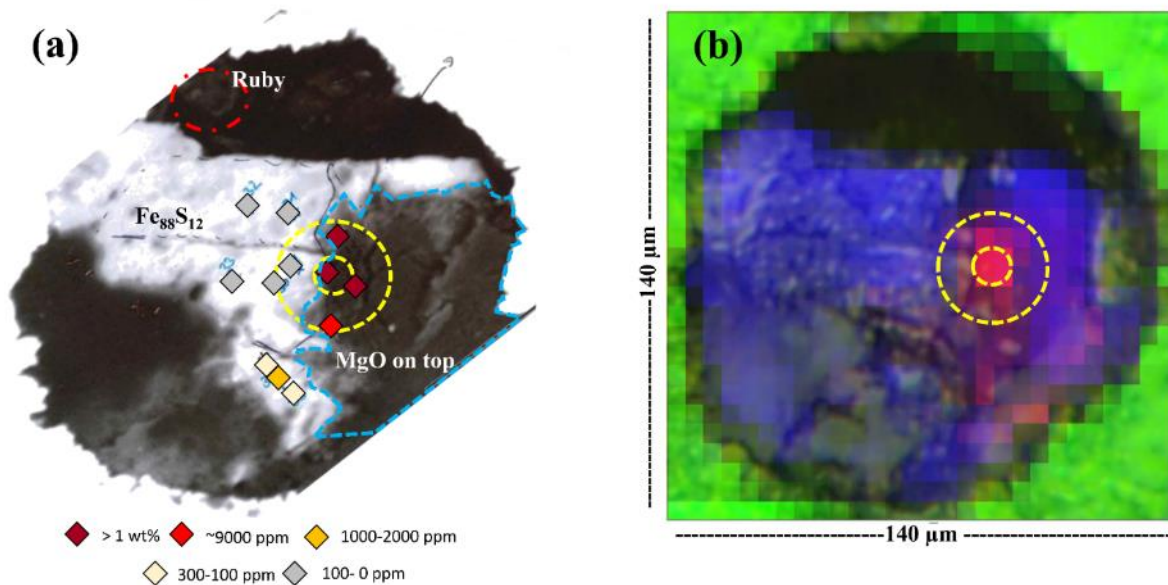 (a)
Ruby
Fe₈₈S₁₂
MgO on top
> 1 wt%
~9000 ppm
1000-2000 ppm
300-100 ppm
100- 0 ppm
(b)
140 µm
140 µm